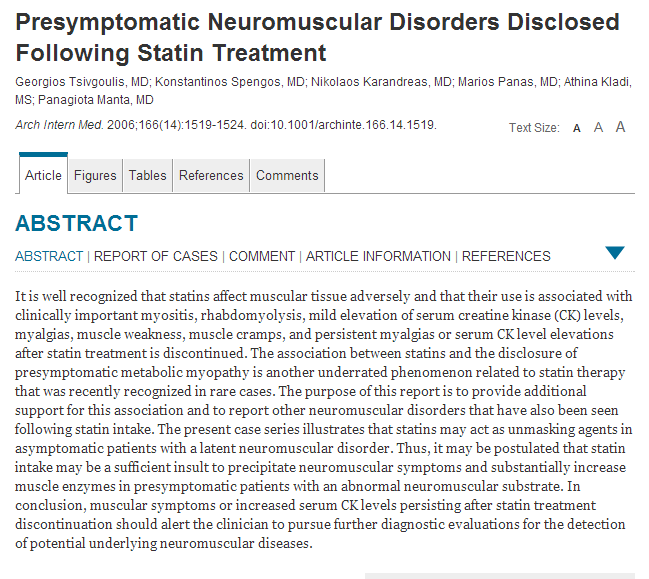 Presymptomatic Neuromuscular Disorders Disclosed
Following Statin Treatment
Georgios Tsivgoulis, MD; Konstantinos Spengos, MD; Nikolaos Karandreas, MD; Marios Panas, MD; Athina Kladi,
MS; Panagiota Manta, MD
Arch Intern Med. 2006;166(14):1519-1524. doi:10.1001/archinte.166.14.1519.
Text Size: A A A
Article Figures Tables References Comments
ABSTRACT
ABSTRACT | REPORT OF CASES | COMMENT | ARTICLE INFORMATION | REFERENCES
It is well recognized that statins affect muscular tissue adversely and that their use is associated with
clinically important myositis, rhabdomyolysis, mild elevation of serum creatine kinase (CK) levels,
myalgias, muscle weakness, muscle cramps, and persistent myalgias or serum CK level elevations
after statin treatment is discontinued. The association between statins and the disclosure of
presymptomatic metabolic myopathy is another underrated phenomenon related to statin therapy
that was recently recognized in rare cases. The purpose of this report is to provide additional
support for this association and to report other neuromuscular disorders that have also been seen
following statin intake. The present case series illustrates that statins may act as unmasking agents in
asymptomatic patients with a latent neuromuscular disorder. Thus, it may be postulated that statin
intake may be a sufficient insult to precipitate neuromuscular symptoms and substantially increase
muscle enzymes in presymptomatic patients with an abnormal neuromuscular substrate. In
conclusion, muscular symptoms or increased serum CK levels persisting after statin treatment
discontinuation should alert the clinician to pursue further diagnostic evaluations for the detection
of potential underlying neuromuscular diseases.